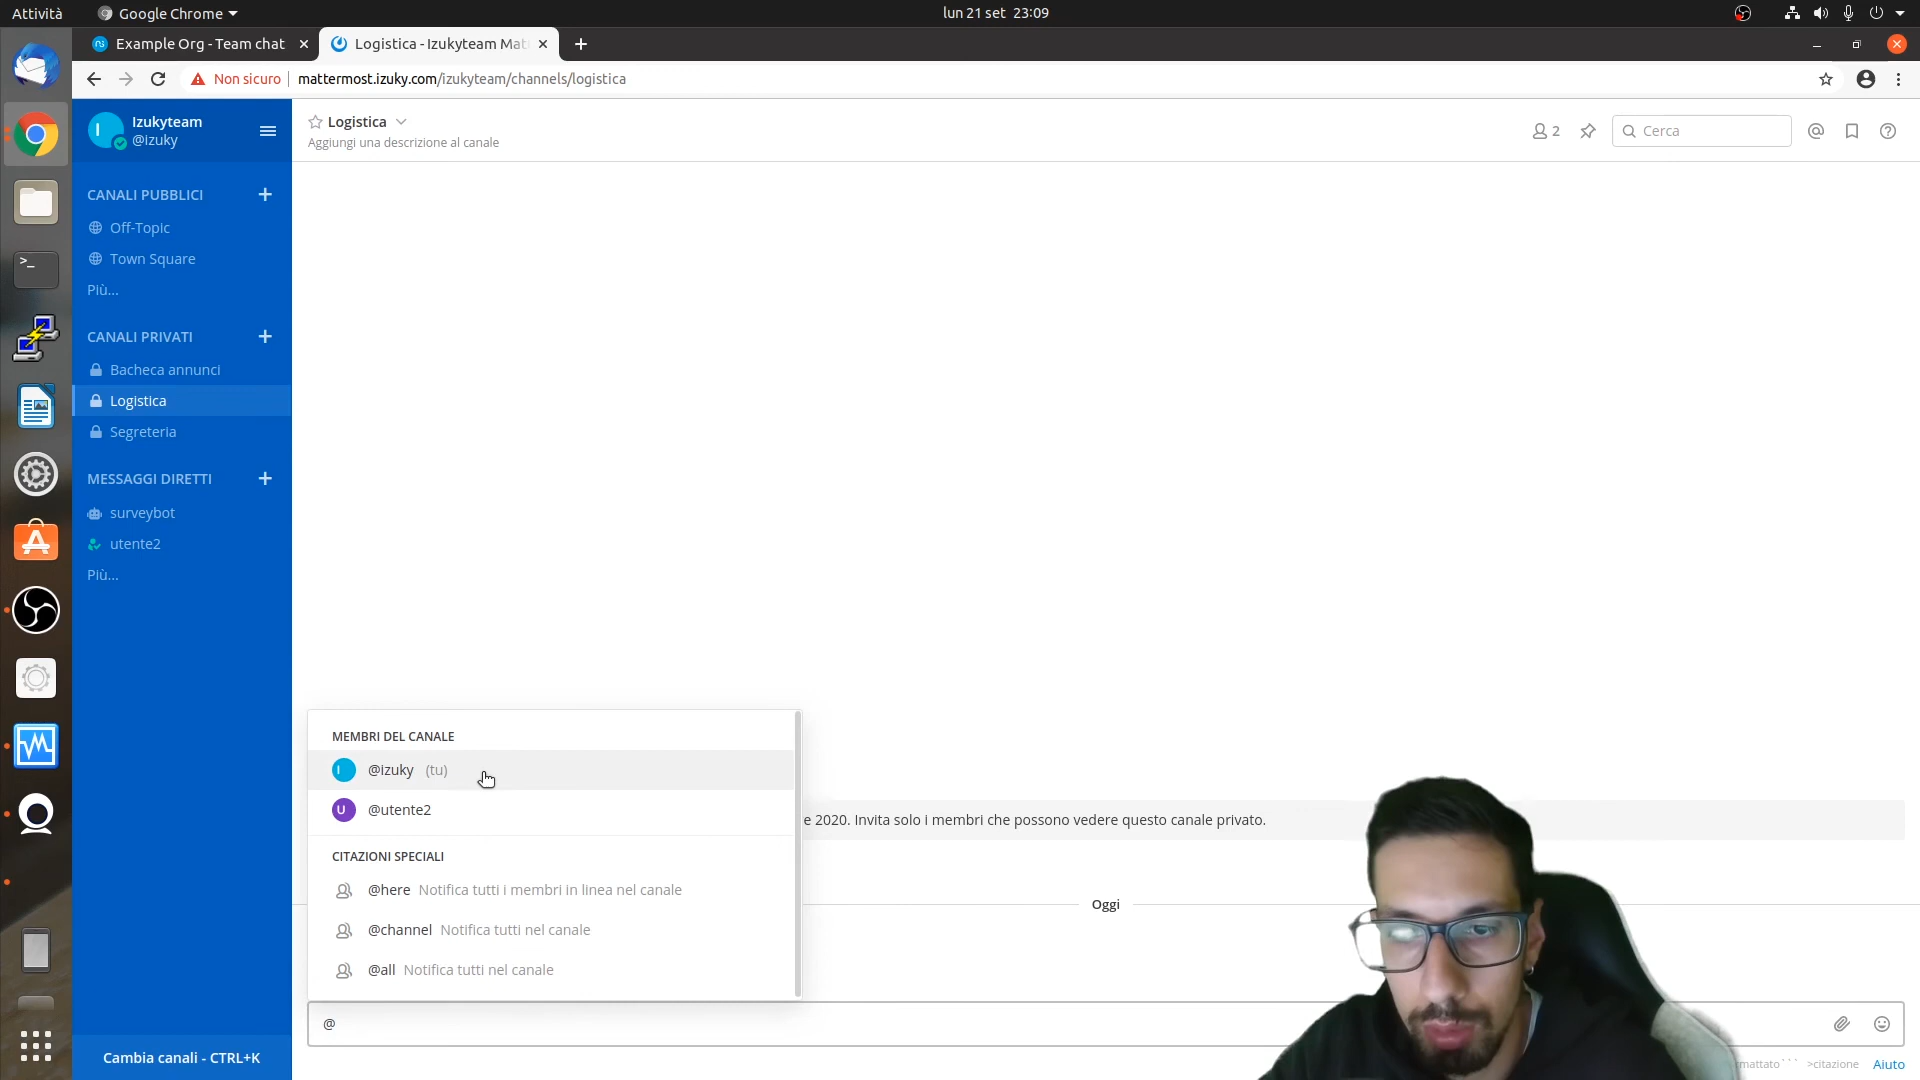 Attività
Google Chrome
lun 21 set 23:09
Example Org - Team chat
Logistica - Izukyteam Mat
Non sicuro
mattermost.izuky.com/izukyteam/channels/logistica
Izukyteam
@izuky
Logistica
Aggiungi una descrizione al canale
2
Cerca
CANALI PUBBLICI
Off-Topic
Town Square
Più...
CANALI PRIVATI
Bacheca annunci
Logistica
Segreteria
MESSAGGI DIRETTI
surveybot
utente2
Più...
Cambia canali - CTRL+K
MEMBRI DEL CANALE
@izuky (tu)
@utente2
CITAZIONI SPECIALI
@here Notifica tutti i membri in linea nel canale
@channel Notifica tutti nel canale
@all Notifica tutti nel canale
e 2020. Invita solo i membri che possono vedere questo canale privato.
Oggi
@
mattato``` >citazione
Aiuto